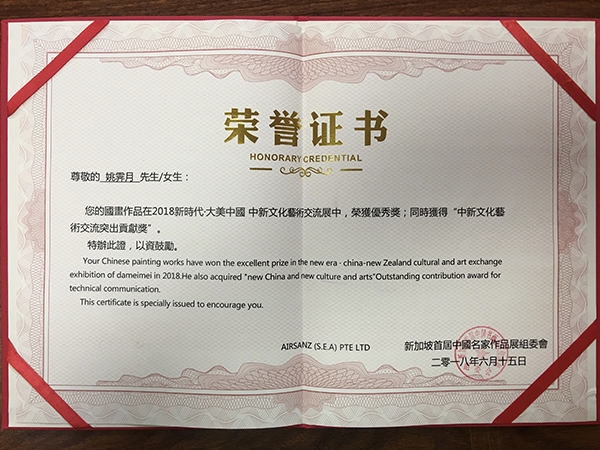 荣誉证书
HONORARY CREDENTIAL
尊敬的 姚霁月 先生/女生：
您的國畫作品在2018新時代·大美中國 中新文化藝術交流展中，榮獲優秀獎；同時獲得“中新文化藝
術交流突出貢獻獎”。
特辦此證，以資鼓勵。
Your Chinese painting works have won the excellent prize in the new era - china-new Zealand cultural and art exchange
exhibition of dameimei in 2018.He also acquired "new China and new culture and arts"Outstanding contribution award for
technical communication.
This certificate is specially issued to encourage you.
AIRSANZ (S.E.A) PTE LTD
新加坡首屆中國名家作品展組委會
二零一八年六月十五日